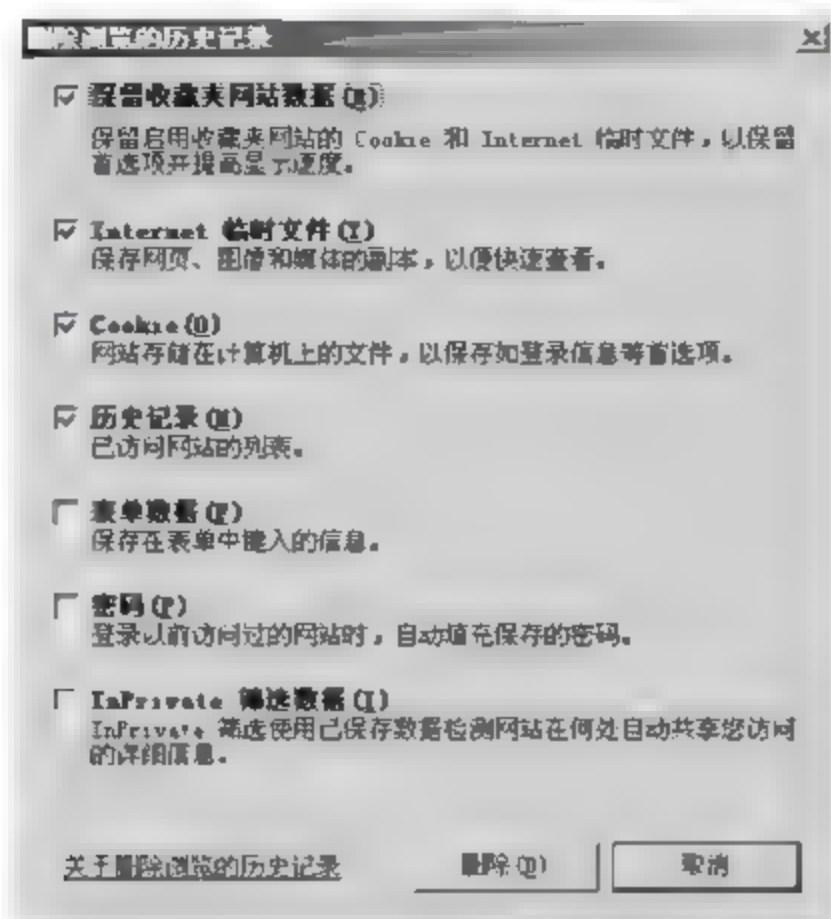 删除浏览的历史记录
保留收藏夹网站数据(R)
保留启用收藏夹网站的 Cookie 和 Internet 临时文件，以保留
首选项并提高显示速度。
Internet 临时文件(T)
保存网页、图像和媒体的副本，以便快速查看。
Cookie(O)
网站存储在计算机上的文件，以保存如登录信息等首选项。
历史记录(H)
已访问网站的列表。
表单数据(F)
保存在表单中键入的信息。
密码(P)
登录以前访问过的网站时，自动填充保存的密码。
InPrivate 筛选数据(I)
InPrivate 筛选使用已保存数据检测网站在何处自动共享您访问
的详细信息。
关于删除浏览的历史记录
删除(D)
取消